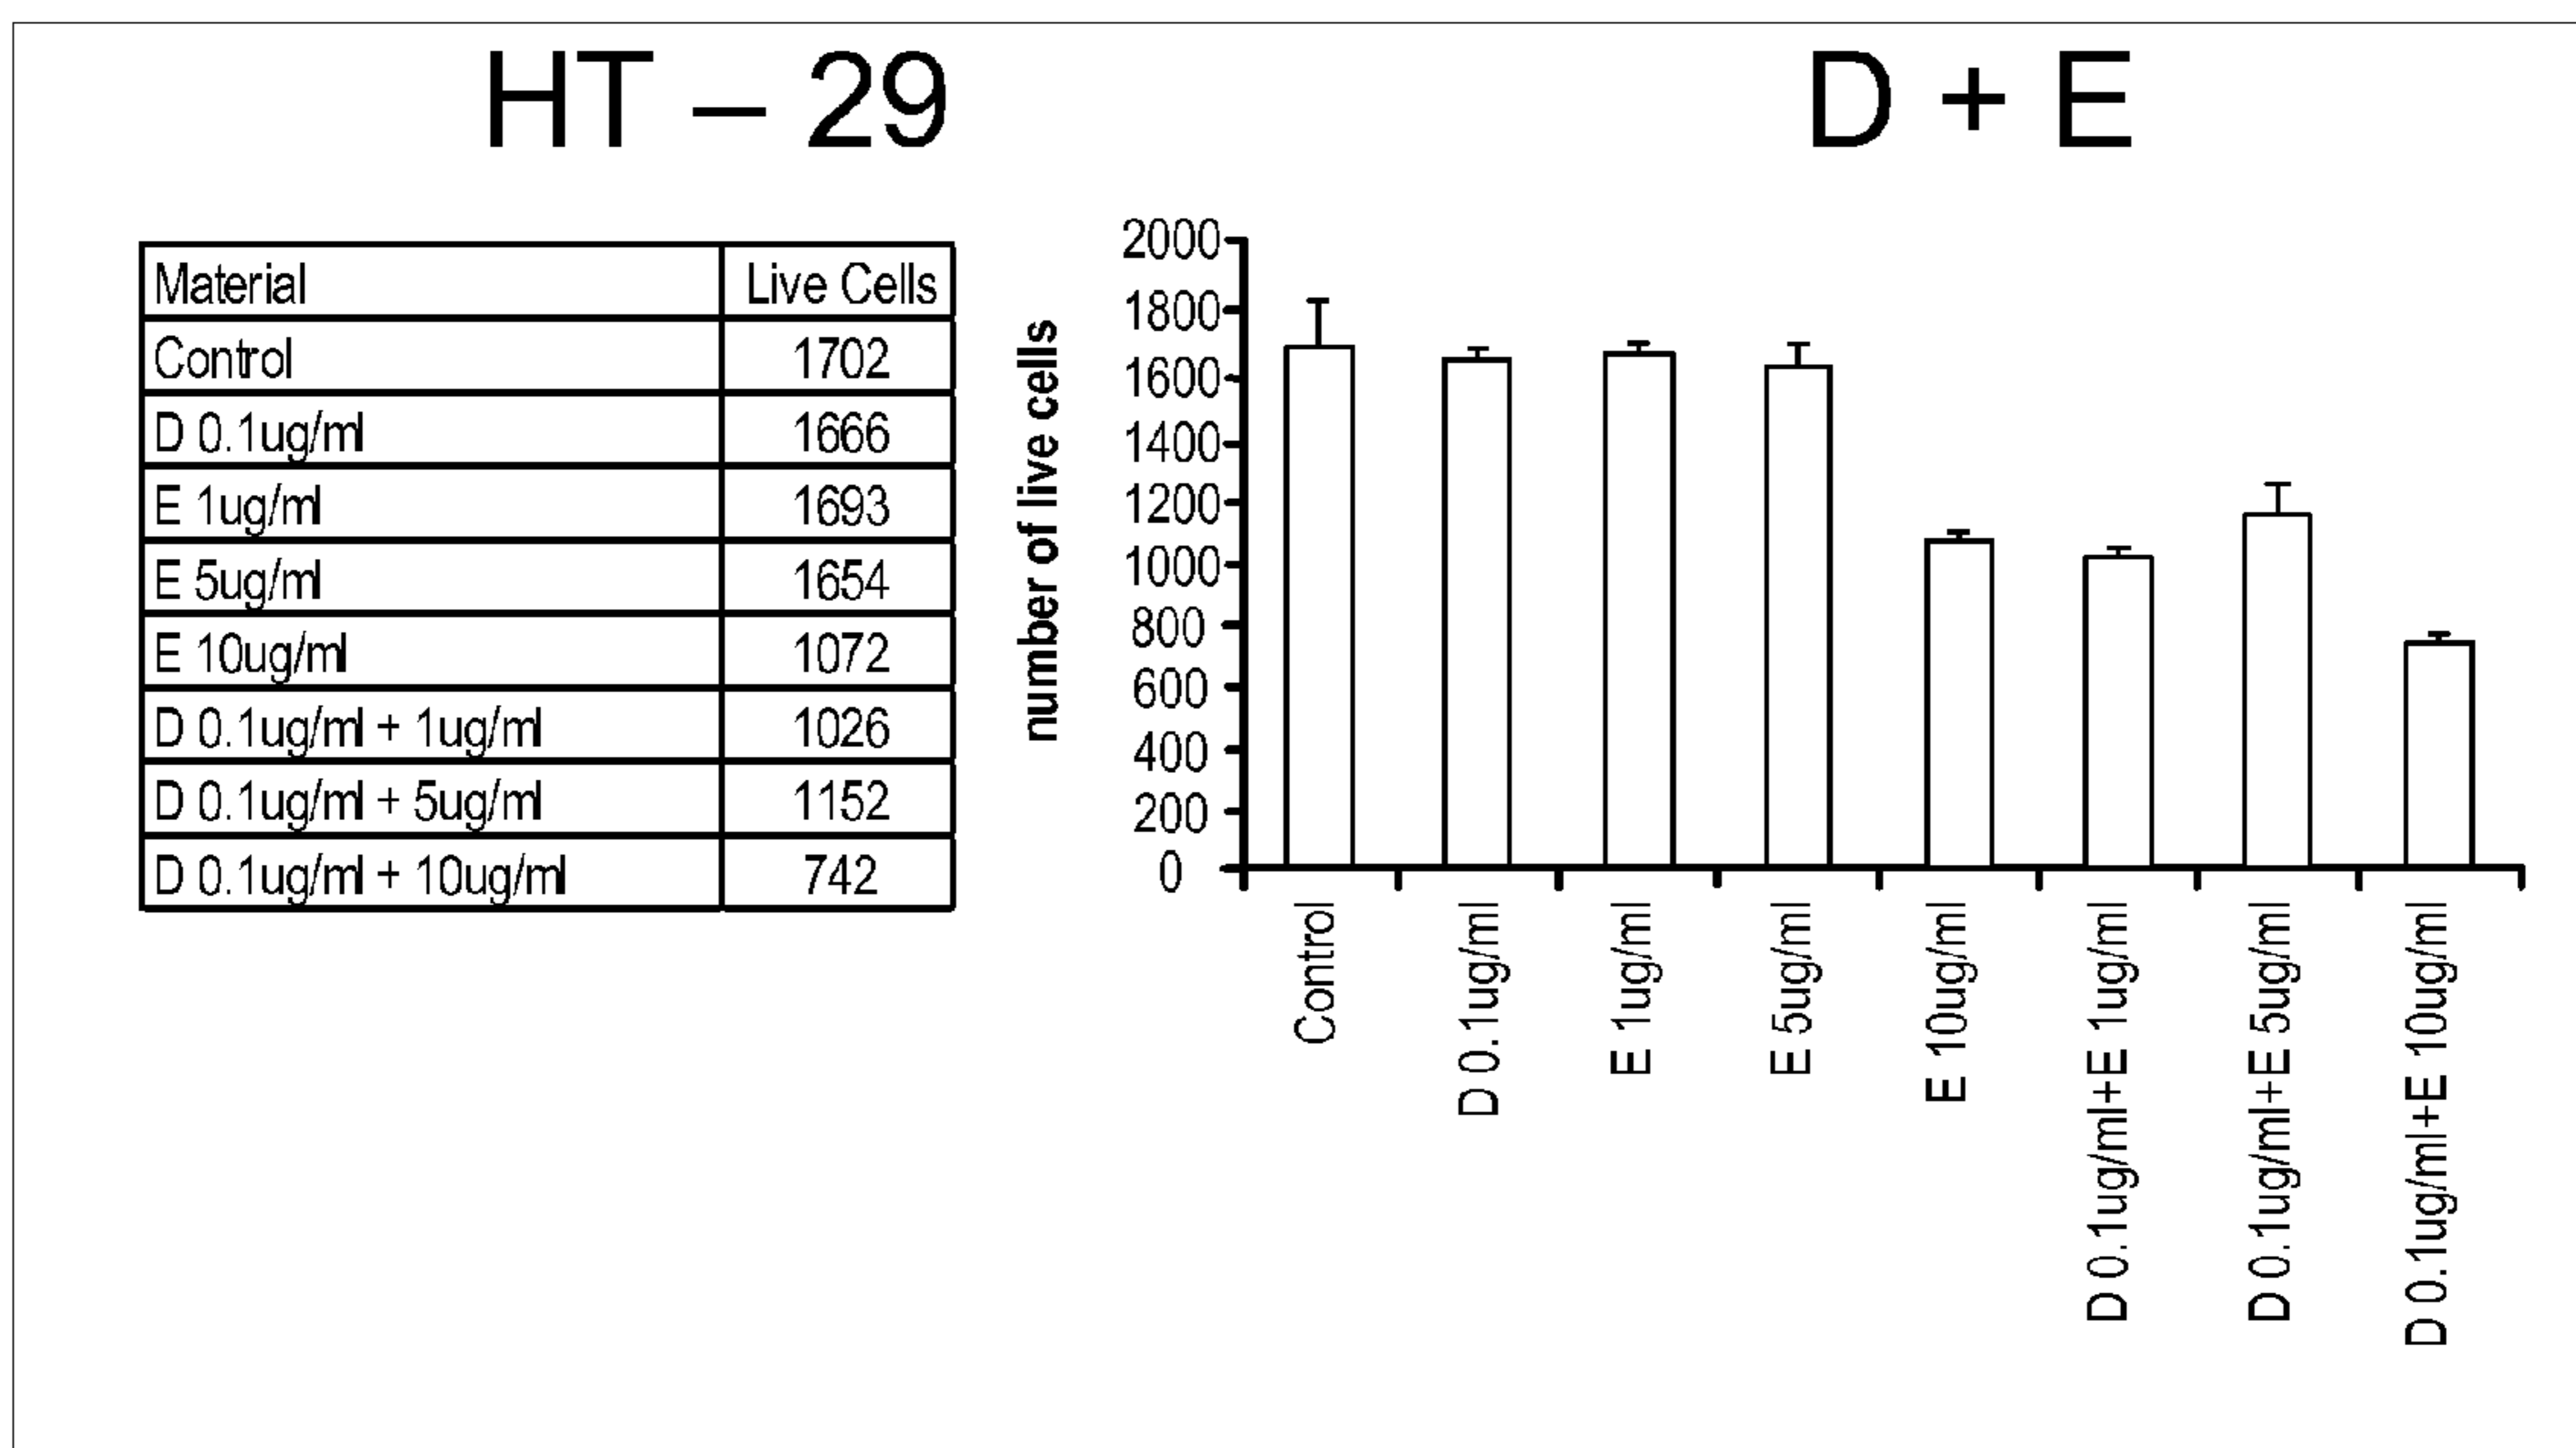 HT – 29
D + E
Material Live Cells
Control 1702
D 0.1ug/ml 1666
E 1ug/ml 1693
E 5ug/ml 1654
E 10ug/ml 1072
D 0.1ug/ml + 1ug/ml 1026
D 0.1ug/ml + 5ug/ml 1152
D 0.1ug/ml + 10ug/ml 742
number of live cells
2000
1800
1600
1400
1200
1000
800
600
400
200
0
Control
D 0.1ug/ml
E 1ug/ml
E 5ug/ml
E 10ug/ml
D 0.1ug/ml+E 1ug/ml
D 0.1ug/ml+E 5ug/ml
D 0.1ug/ml+E 10ug/ml